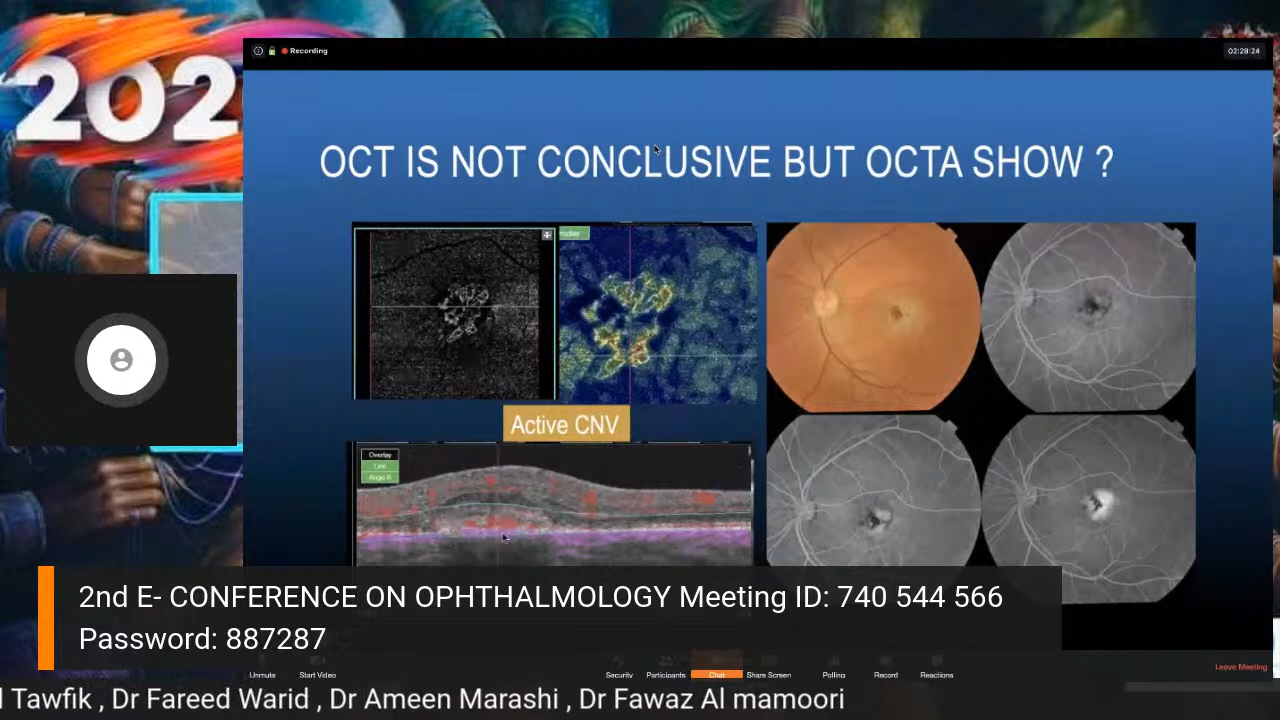 202
Recording
02:28:24
OCT IS NOT CONCLUSIVE BUT OCTA SHOW ?
Active CNV
Overlay
Line
Angio B
2nd E- CONFERENCE ON OPHTHALMOLOGY Meeting ID: 740 544 566
Password: 887287
Unmute Start Video Security Participants Chat Share Screen Polling Record Reactions Leave Meeting
Tawfik , Dr Fareed Warid , Dr Ameen Marashi , Dr Fawaz Al mamoori